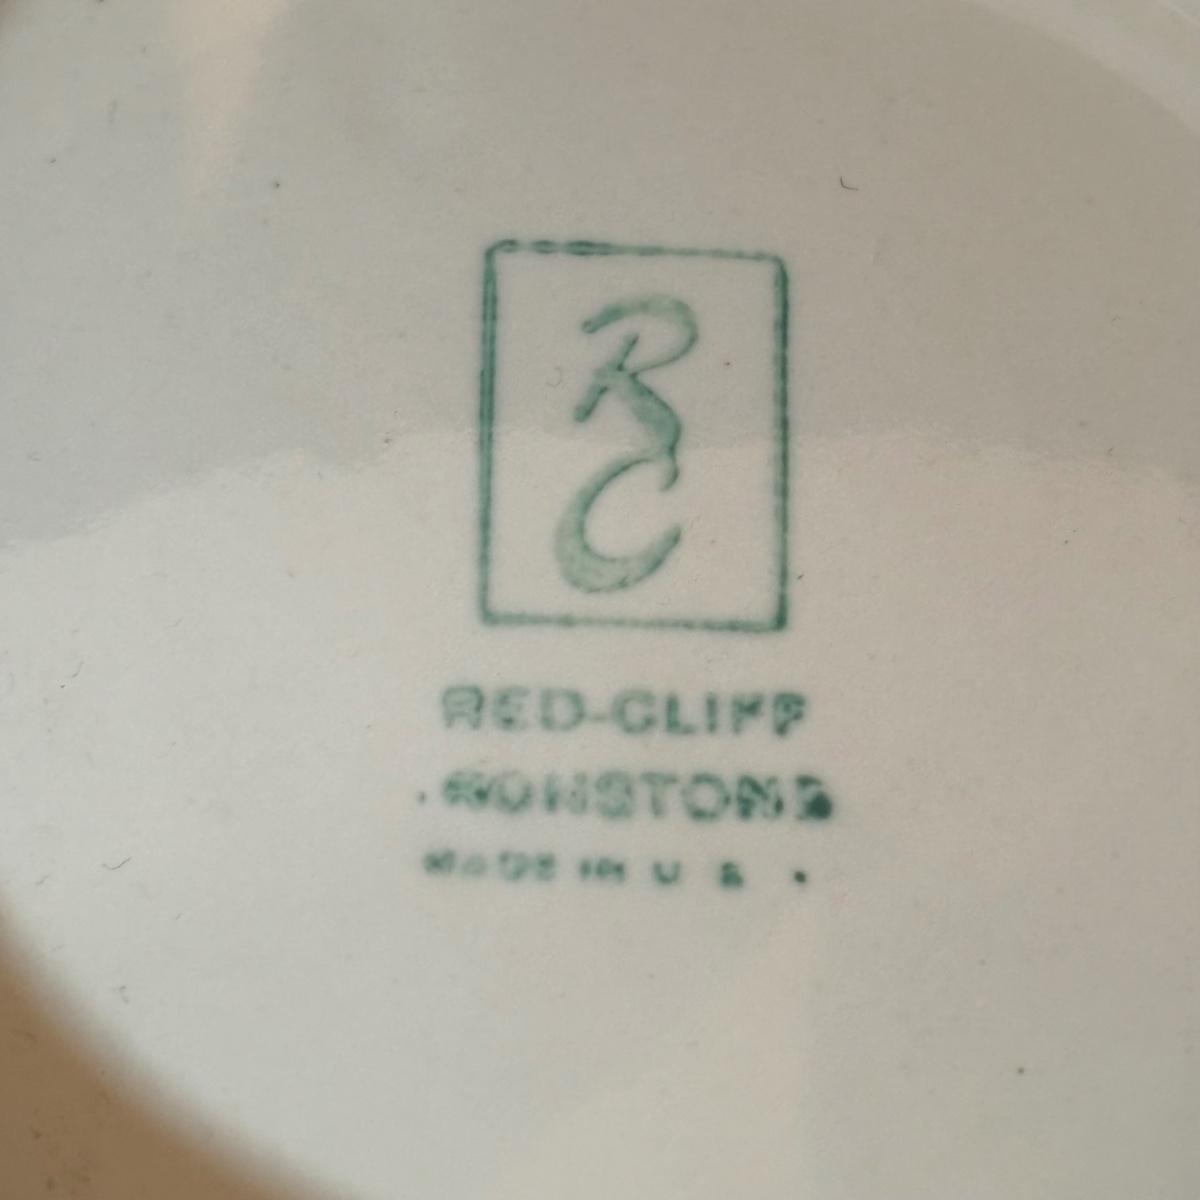 RC
RED-CLIFF
IRONSTONE
MADE IN U S